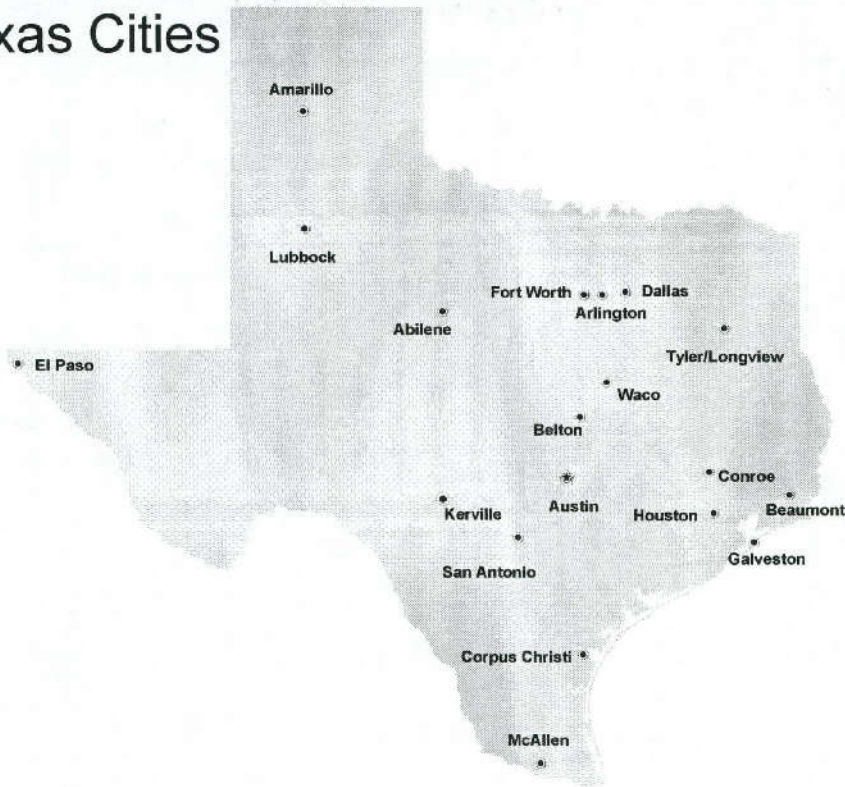 xas Cities
Amarillo
Lubbock
Fort Worth
Dallas
Arlington
Abilene
Tyler/Longview
El Paso
Waco
Belton
Conroe
Austin
Kerville
Houston
Beaumont
Galveston
San Antonio
Corpus Christi
McAllen